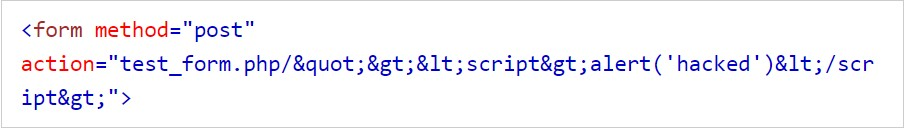 <form method="post"
action="test_form.php/&quot;&gt;&lt;script&gt;alert('hacked')&lt;/scr
ipt&gt;">